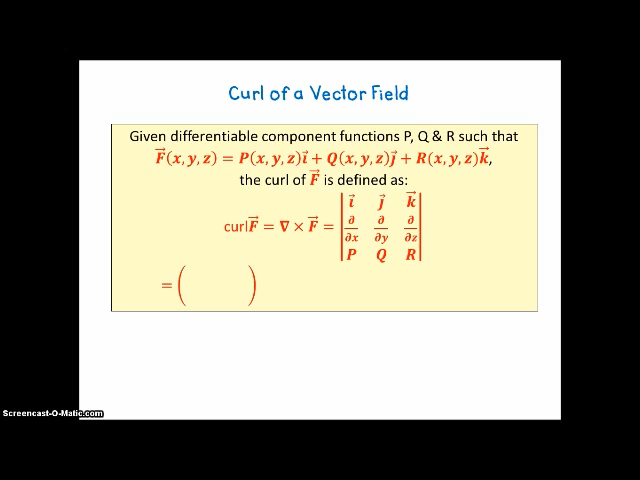 Curl of a Vector Field
Given differentiable component functions P, Q & R such that
F⃗(x, y, z) = P(x, y, z)i⃗ + Q(x, y, z)j⃗ + R(x, y, z)k⃗,
the curl of F⃗ is defined as:
curlF⃗ = ∇ × F⃗ = | i⃗ j⃗ k⃗ |
| ∂/∂x ∂/∂y ∂/∂z |
| P Q R |
= ( )
Screencast-O-Matic.com